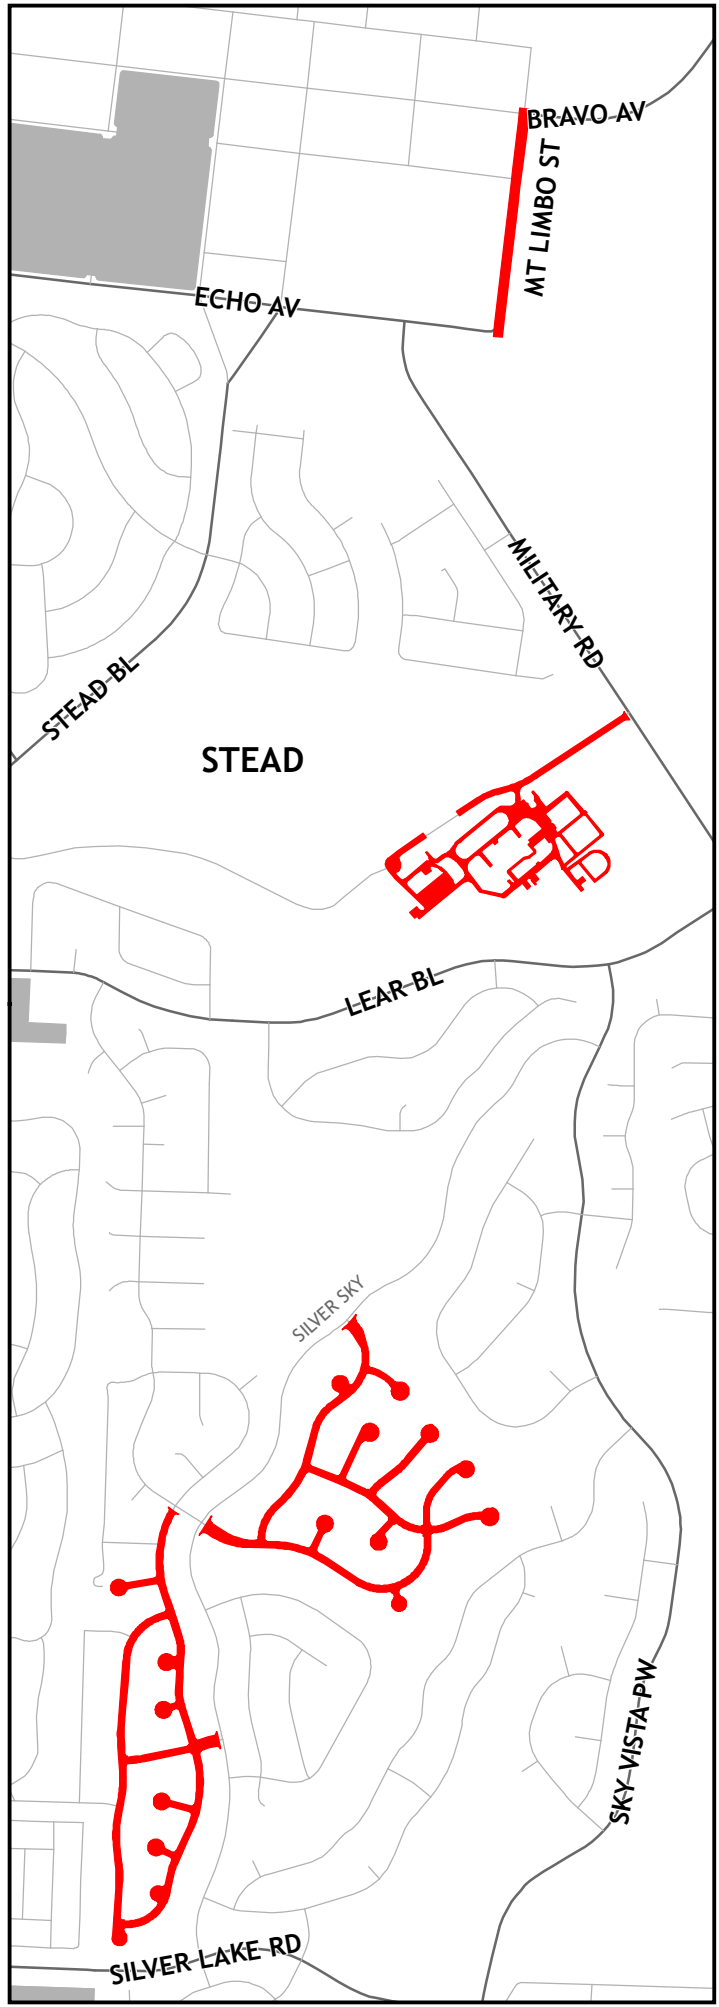 BRAVO AV
MT LIMBO ST
ECHO AV
MILITARY RD
STEAD BL
STEAD
LEAR BL
SILVER SKY
SKY VISTA PW
SILVER LAKE RD